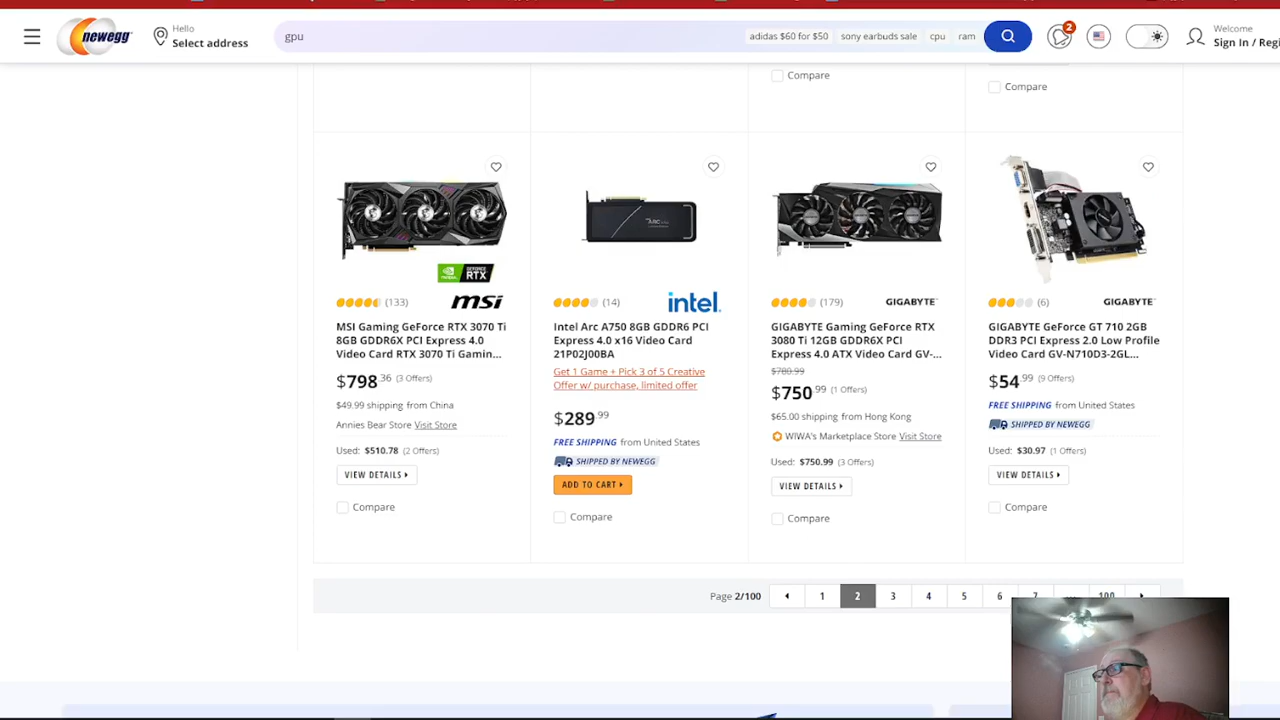 newegg
Hello
Select address
gpu
adidas $60 for $50
sony earbuds sale
cpu
ram
2
Welcome
Sign In / Regi
Compare
Compare
GEFORCE RTX
msi
(133)
MSI Gaming GeForce RTX 3070 Ti
8GB GDDR6X PCI Express 4.0
Video Card RTX 3070 Ti Gamin...
$798.36 (3 Offers)
$49.99 shipping from China
Annies Bear Store Visit Store
Used: $510.78 (2 Offers)
VIEW DETAILS
Compare
(14)
intel.
Intel Arc A750 8GB GDDR6 PCI
Express 4.0 x16 Video Card
21P02J00BA
Get 1 Game + Pick 3 of 5 Creative
Offer w/ purchase, limited offer
$289.99
FREE SHIPPING from United States
SHIPPED BY NEWEGG
ADD TO CART
Compare
(179)
GIGABYTE
GIGABYTE Gaming GeForce RTX
3080 Ti 12GB GDDR6X PCI
Express 4.0 ATX Video Card GV-...
$780.99
$750.99 (1 Offers)
$65.00 shipping from Hong Kong
WIWA's Marketplace Store Visit Store
Used: $750.99 (3 Offers)
VIEW DETAILS
Compare
(6)
GIGABYTE
GIGABYTE GeForce GT 710 2GB
DDR3 PCI Express 2.0 Low Profile
Video Card GV-N710D3-2GL...
$54.99 (9 Offers)
FREE SHIPPING from United States
SHIPPED BY NEWEGG
Used: $30.97 (1 Offers)
VIEW DETAILS
Compare
Page 2/100
1 2 3 4 5 6 7 .... 100